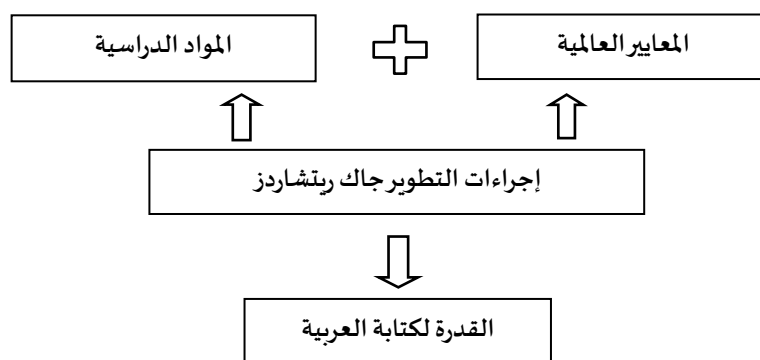 المعايير العالمية
المواد الدراسية
إجراءات التطوير جاك ريتشاردز
القدرة لكتابة العربية